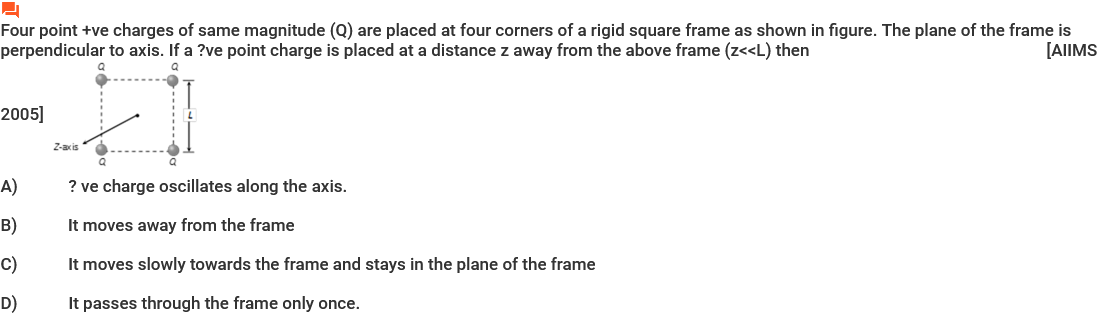 Four point +ve charges of same magnitude (Q) are placed at four corners of a rigid square frame as shown in figure. The plane of the frame is
perpendicular to axis. If a ?ve point charge is placed at a distance z away from the above frame (z<<L) then [AIIMS
Q Q
2005]
L
Z-axis
Q Q
A) ? ve charge oscillates along the axis.
B) It moves away from the frame
C) It moves slowly towards the frame and stays in the plane of the frame
D) It passes through the frame only once.